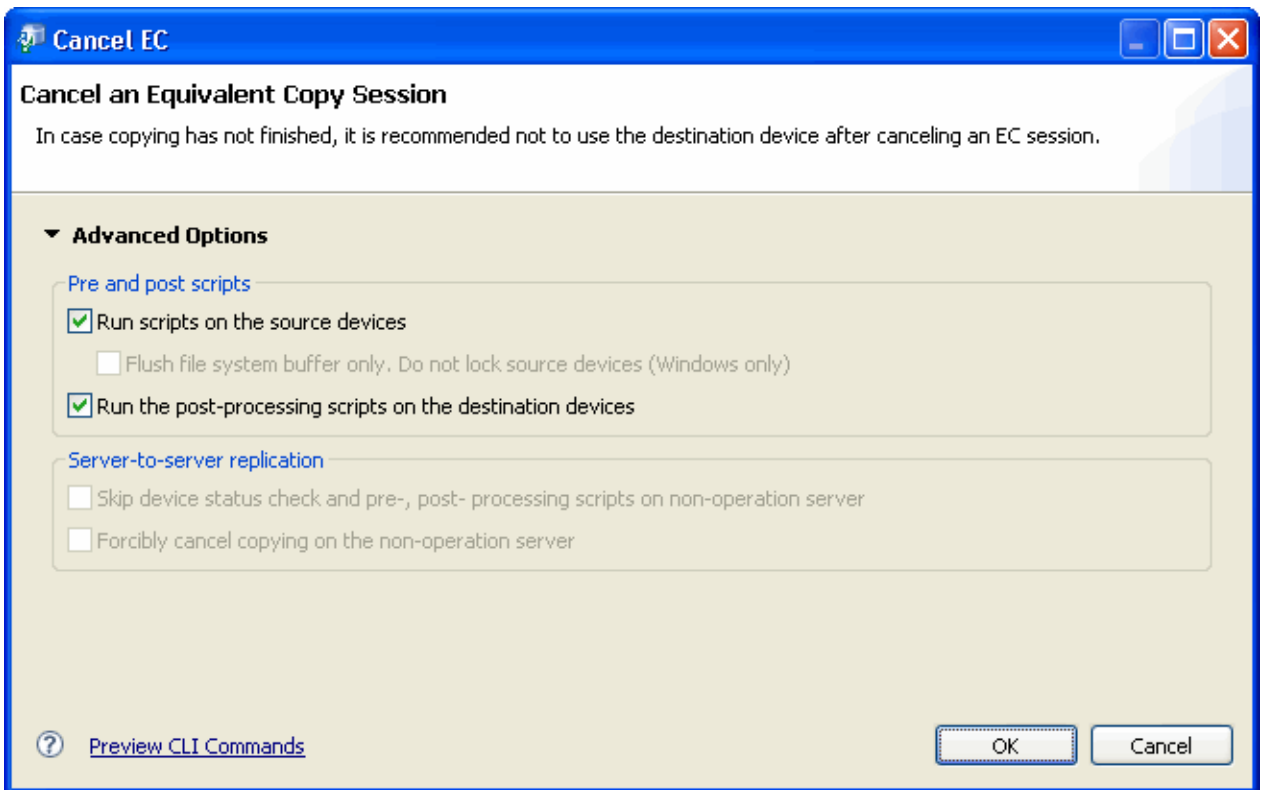 Cancel EC
Cancel an Equivalent Copy Session
In case copying has not finished, it is recommended not to use the destination device after canceling an EC session.
Advanced Options
Pre and post scripts
Run scripts on the source devices
Flush file system buffer only. Do not lock source devices (Windows only)
Run the post-processing scripts on the destination devices
Server-to-server replication
Skip device status check and pre-, post- processing scripts on non-operation server
Forcibly cancel copying on the non-operation server
? Preview CLI Commands OK Cancel